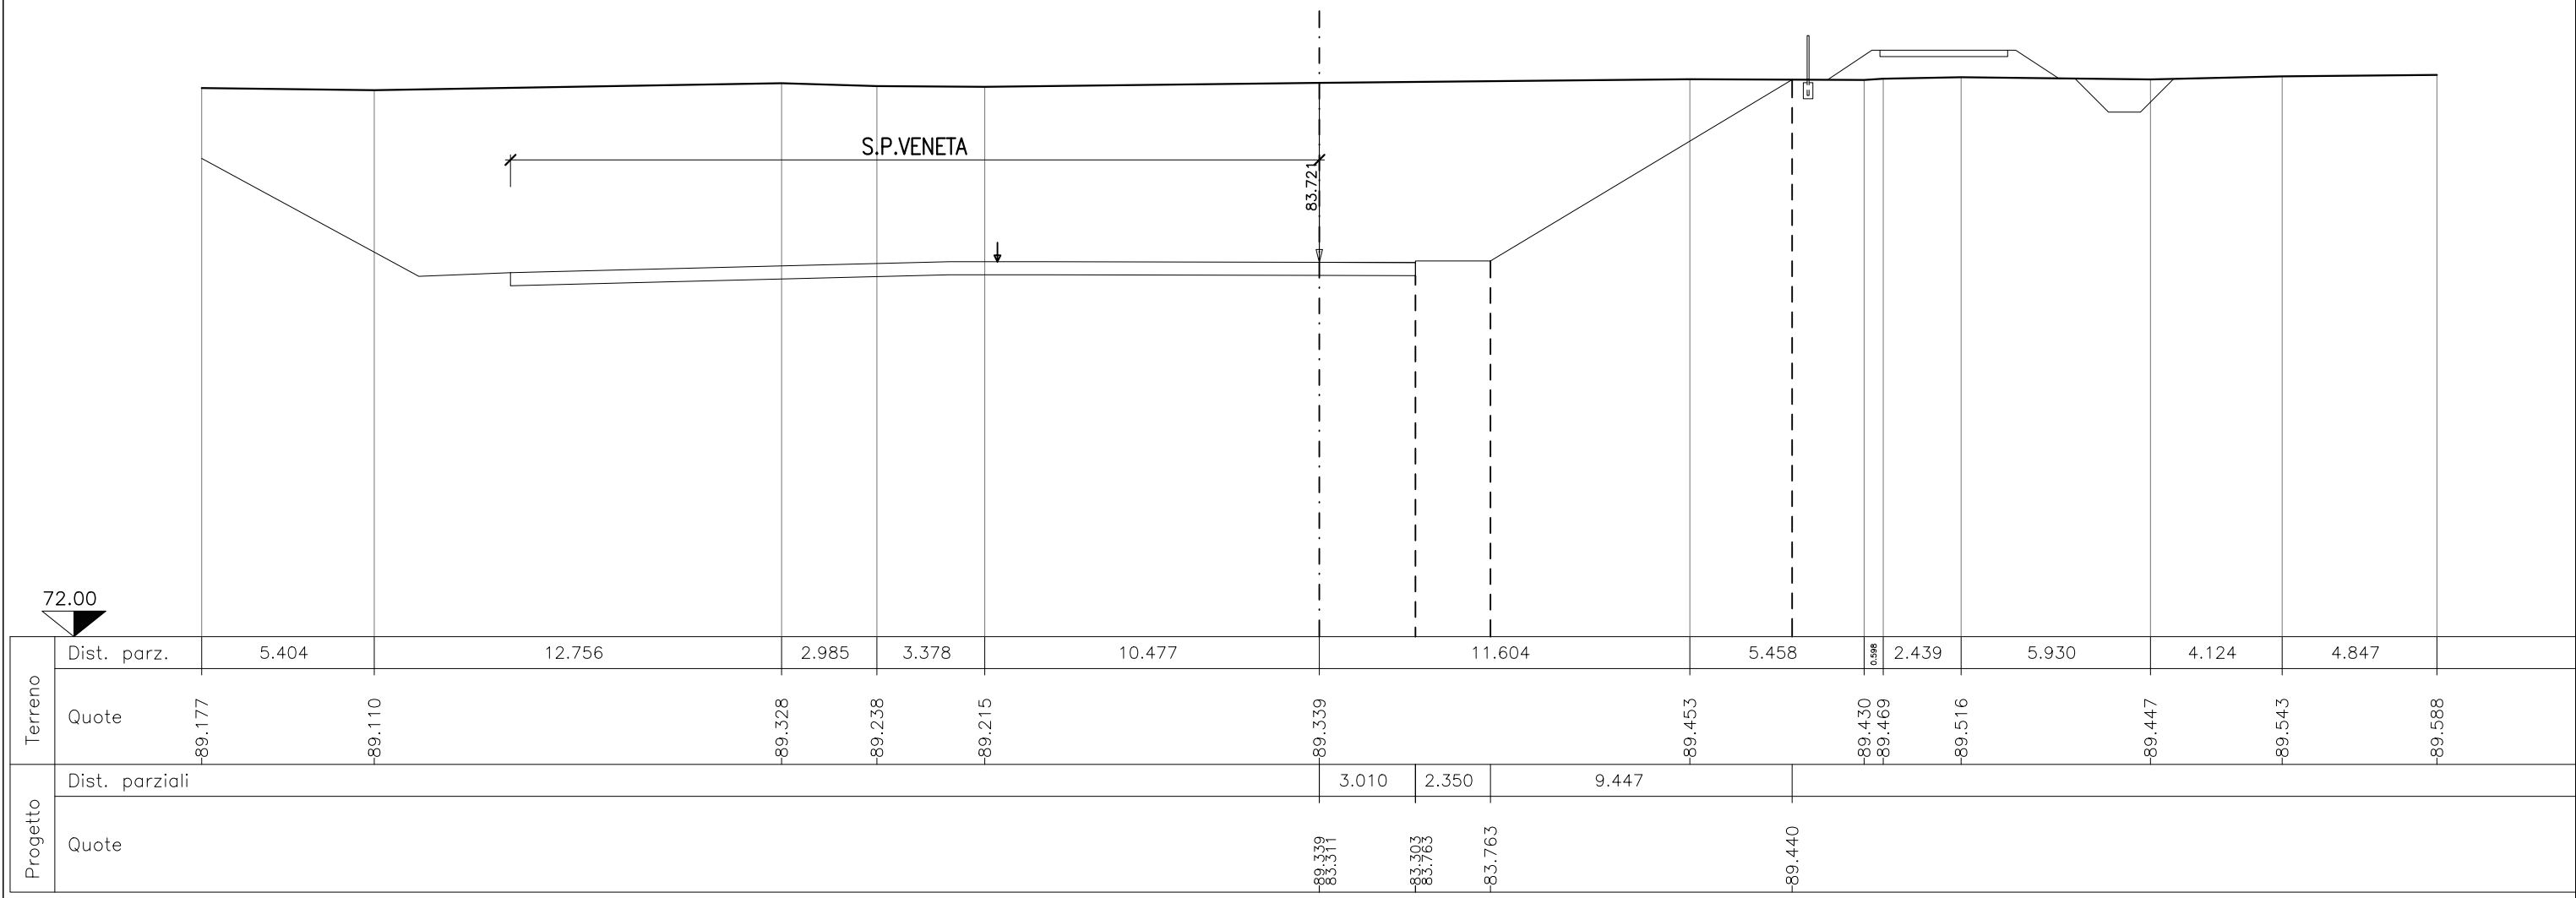 S.P.VENETA
83.721
72.00
Terreno
Dist. parz.
5.404 12.756 2.985 3.378 10.477 11.604 5.458 0.598 2.439 5.930 4.124 4.847
Quote
89.177 89.110 89.328 89.238 89.215 89.339 89.453 89.430 89.469 89.516 89.447 89.543 89.588
Progetto
Dist. parziali
3.010 2.350 9.447
Quote
89.339 83.311 83.303 83.763 83.763 89.440